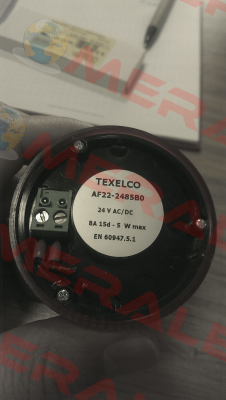 TEXELCO
AF22-2485B0
24 V AC/DC
BA 15d - 5 W max
EN 60947.5.1